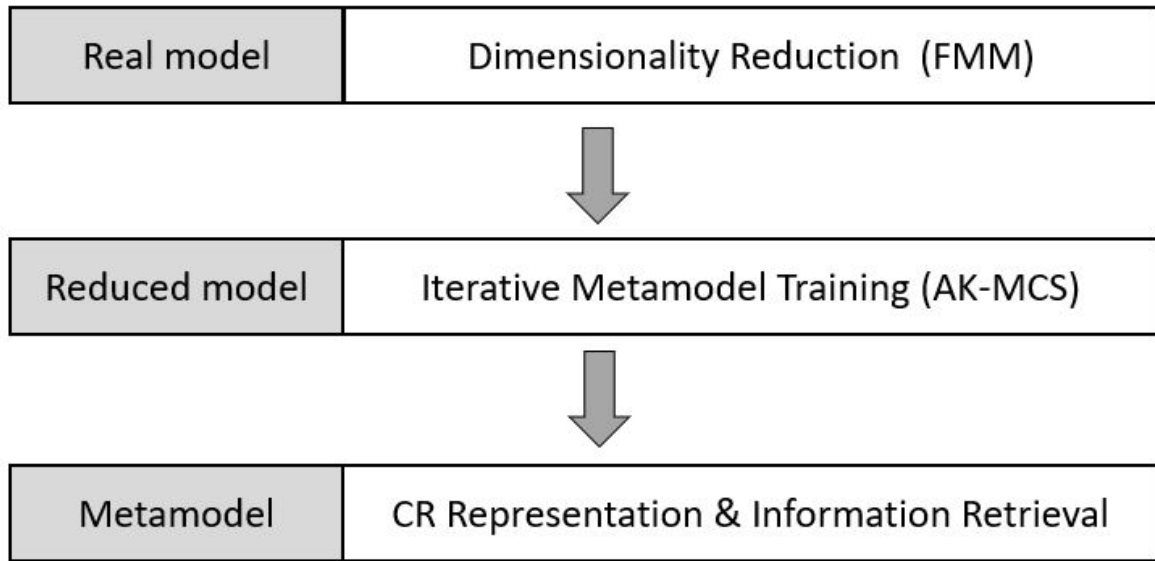 Real model
Dimensionality Reduction (FMM)
Reduced model
Iterative Metamodel Training (AK-MCS)
Metamodel
CR Representation & Information Retrieval